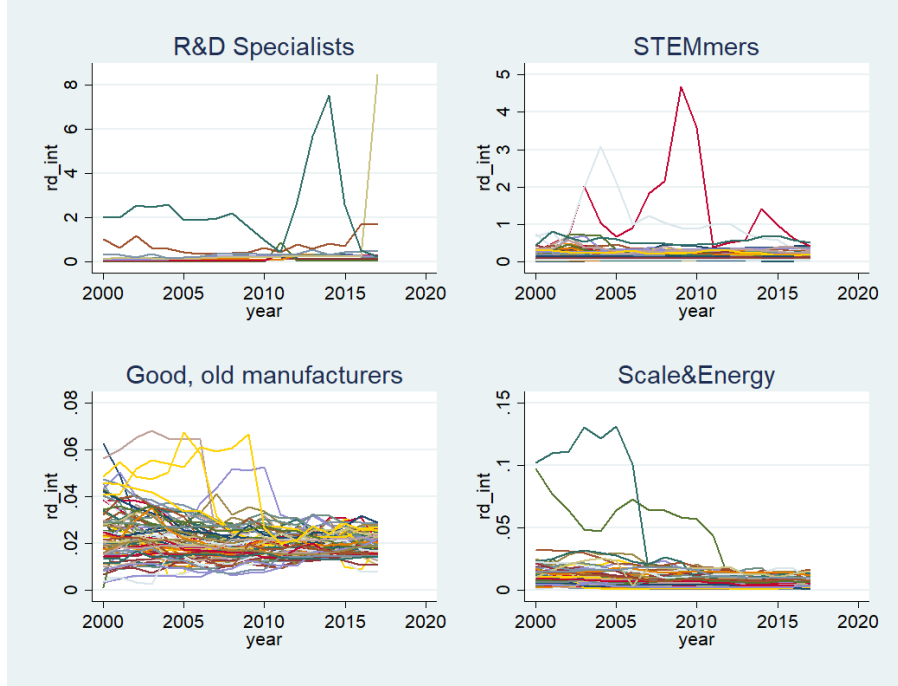 R&D Specialists
rd_int
0 2 4 6 8
2000 2005 2010 2015 2020
year
STEMmers
rd_int
0 1 2 3 4 5
2000 2005 2010 2015 2020
year
Good, old manufacturers
rd_int
0 .02 .04 .06 .08
2000 2005 2010 2015 2020
year
Scale&Energy
rd_int
0 .05 .1 .15
2000 2005 2010 2015 2020
year